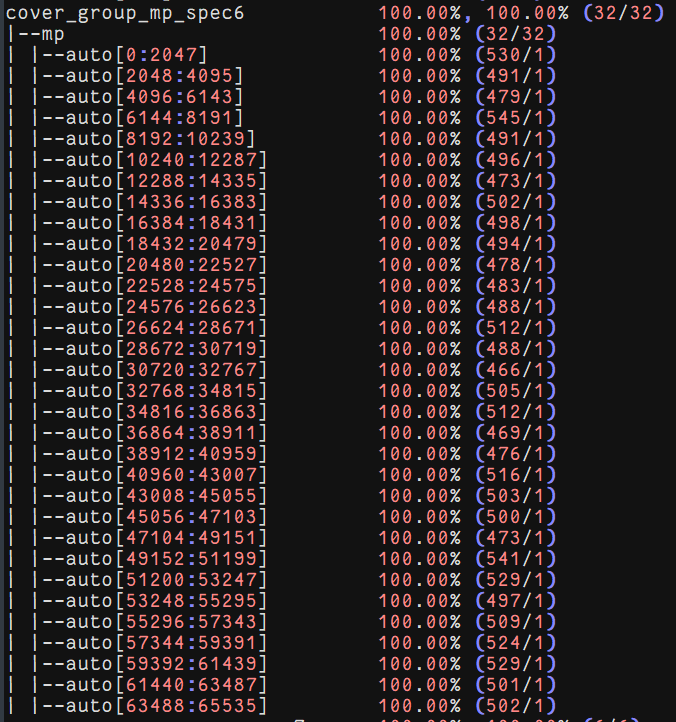 cover_group_mp_spec6 100.00%, 100.00% (32/32)
|--mp 100.00% (32/32)
| |--auto[0:2047] 100.00% (530/1)
| |--auto[2048:4095] 100.00% (491/1)
| |--auto[4096:6143] 100.00% (479/1)
| |--auto[6144:8191] 100.00% (545/1)
| |--auto[8192:10239] 100.00% (491/1)
| |--auto[10240:12287] 100.00% (496/1)
| |--auto[12288:14335] 100.00% (473/1)
| |--auto[14336:16383] 100.00% (502/1)
| |--auto[16384:18431] 100.00% (498/1)
| |--auto[18432:20479] 100.00% (494/1)
| |--auto[20480:22527] 100.00% (478/1)
| |--auto[22528:24575] 100.00% (483/1)
| |--auto[24576:26623] 100.00% (488/1)
| |--auto[26624:28671] 100.00% (512/1)
| |--auto[28672:30719] 100.00% (488/1)
| |--auto[30720:32767] 100.00% (466/1)
| |--auto[32768:34815] 100.00% (505/1)
| |--auto[34816:36863] 100.00% (512/1)
| |--auto[36864:38911] 100.00% (469/1)
| |--auto[38912:40959] 100.00% (476/1)
| |--auto[40960:43007] 100.00% (516/1)
| |--auto[43008:45055] 100.00% (503/1)
| |--auto[45056:47103] 100.00% (500/1)
| |--auto[47104:49151] 100.00% (473/1)
| |--auto[49152:51199] 100.00% (541/1)
| |--auto[51200:53247] 100.00% (529/1)
| |--auto[53248:55295] 100.00% (497/1)
| |--auto[55296:57343] 100.00% (509/1)
| |--auto[57344:59391] 100.00% (524/1)
| |--auto[59392:61439] 100.00% (529/1)
| |--auto[61440:63487] 100.00% (501/1)
| |--auto[63488:65535] 100.00% (502/1)